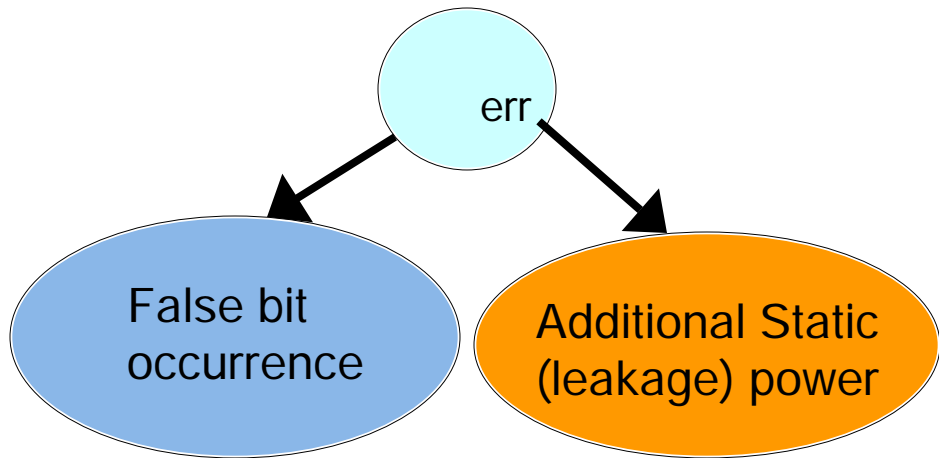 err
False bit
occurrence
Additional Static
(leakage) power